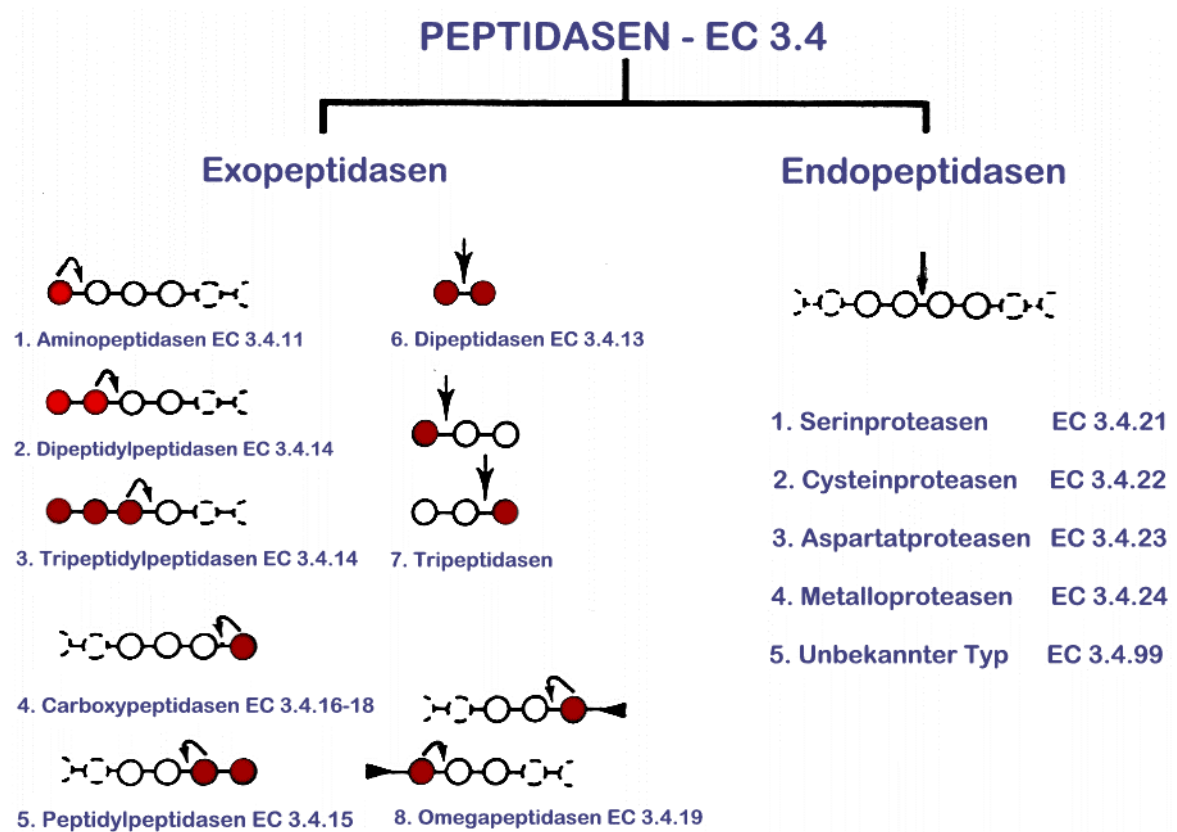 PEPTIDASEN - EC 3.4
Exopeptidasen
1. Aminopeptidasen EC 3.4.11
2. Dipeptidylpeptidasen EC 3.4.14
3. Tripeptidylpeptidasen EC 3.4.14
4. Carboxypeptidasen EC 3.4.16-18
5. Peptidylpeptidasen EC 3.4.15
6. Dipeptidasen EC 3.4.13
7. Tripeptidasen
8. Omegapeptidasen EC 3.4.19
Endopeptidasen
1. Serinproteasen EC 3.4.21
2. Cysteinproteasen EC 3.4.22
3. Aspartatproteasen EC 3.4.23
4. Metalloproteasen EC 3.4.24
5. Unbekannter Typ EC 3.4.99